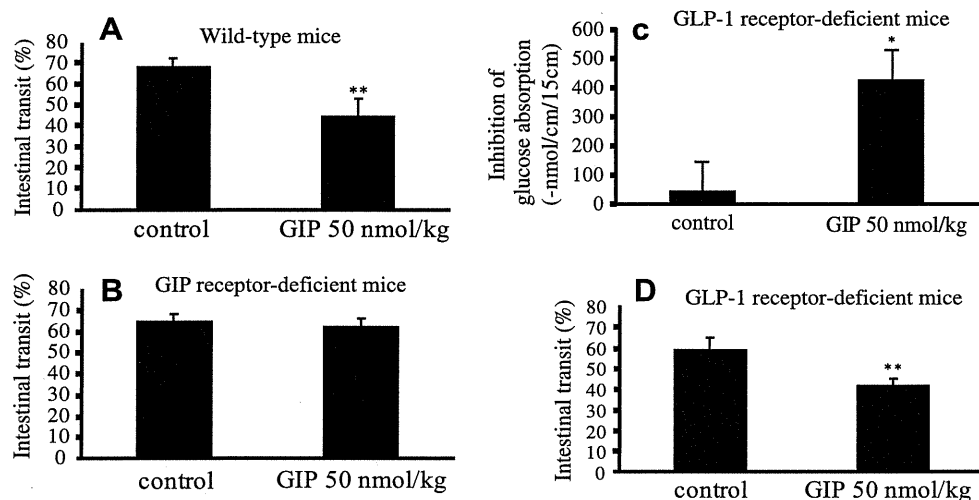 A
Wild-type mice
Intestinal transit (%)
80
70
60
50
40
30
20
10
0
**
control
GIP 50 nmol/kg
B
GIP receptor-deficient mice
Intestinal transit (%)
80
70
60
50
40
30
20
10
0
control
GIP 50 nmol/kg
c
GLP-1 receptor-deficient mice
Inhibition of
glucose absorption
(-nmol/cm/15cm)
600
500
400
300
200
100
0
*
control
GIP 50 nmol/kg
D
GLP-1 receptor-deficient mice
Intestinal transit (%)
80
70
60
50
40
30
20
10
0
**
control
GIP 50 nmol/kg